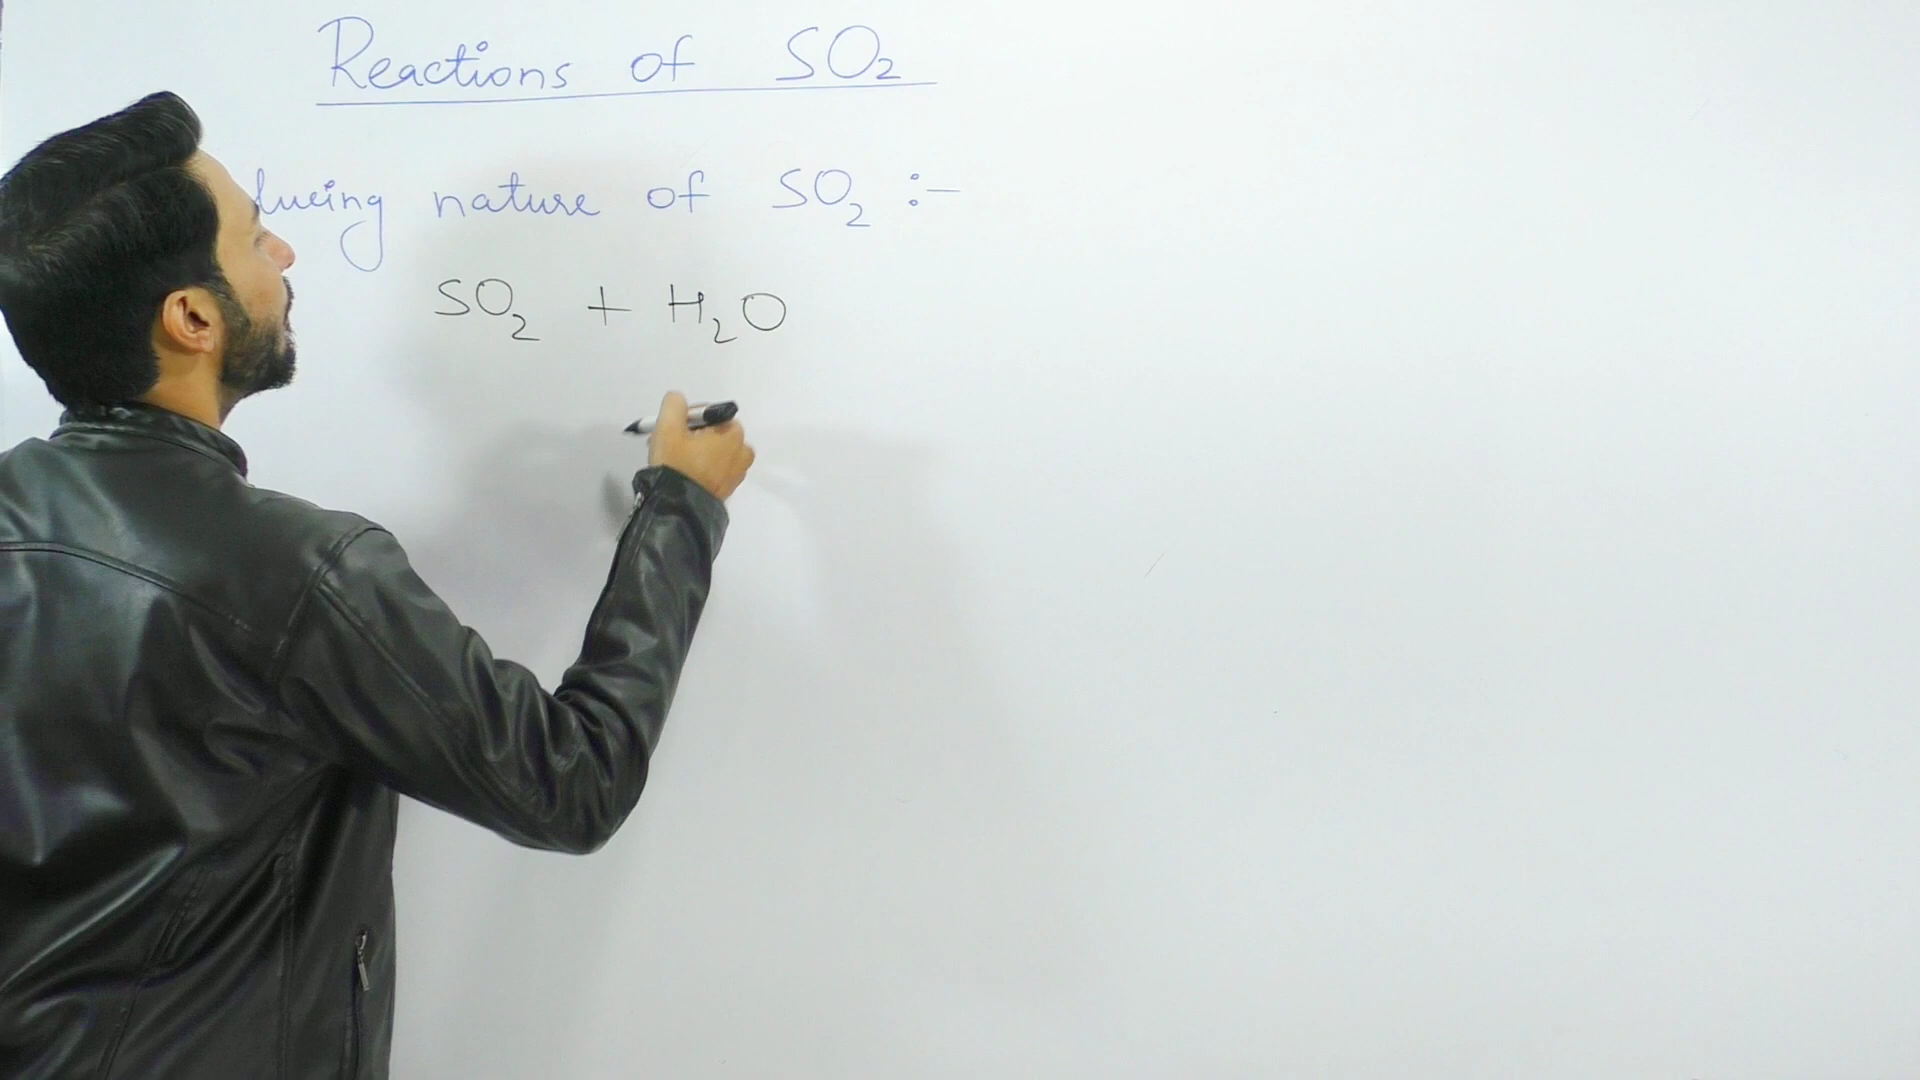 Reactions of SO₂
ducing nature of SO₂ :-
SO₂ + H₂O